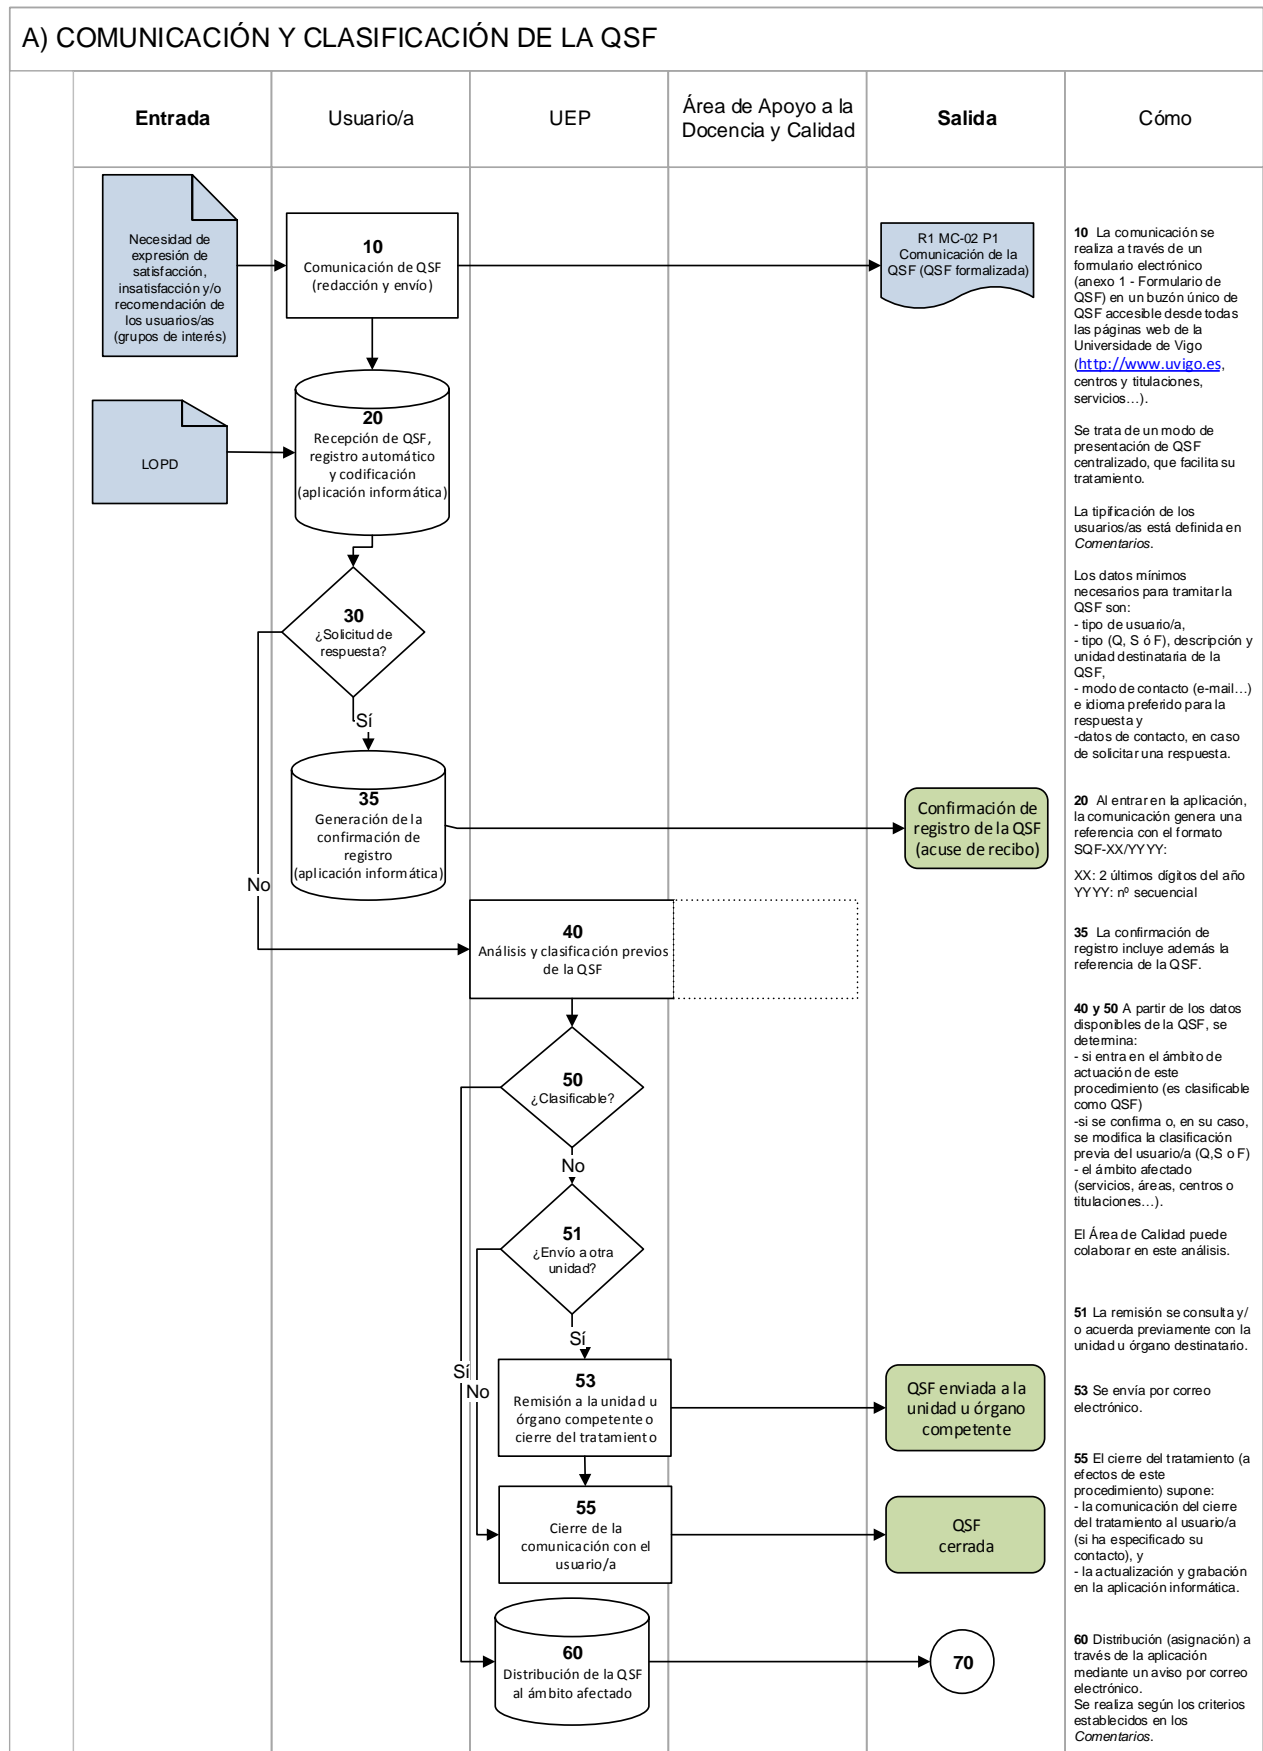 A) COMUNICACIÓN Y CLASIFICACIÓN DE LA QSF
Entrada
Usuario/a
UEP
Área de Apoyo a la
Docencia y Calidad
Salida
Cómo
Necesidad de
expresión de
satisfacción,
insatisfacción y/o
recomendación de
los usuarios/as
(grupos de interés)
10
Comunicación de QSF
(redacción y envío)
R1 MC-02 P1
Comunicación de la
QSF (QSF formalizada)
LOPD
20
Recepción de QSF,
registro automático
y codificación
(aplicación informática)
30
¿Solicitud de
respuesta?
Sí
No
35
Generación de la
confirmación de
registro
(aplicación informática)
Confirmación de
registro de la QSF
(acuse de recibo)
40
Análisis y clasificación previos
de la QSF
50
¿Clasificable?
No
Sí
51
¿Envío a otra
unidad?
Sí
No
53
Remisión a la unidad u
órgano competente o
cierre del tratamiento
QSF enviada a la
unidad u órgano
competente
55
Cierre de la
comunicación con el
usuario/a
QSF
cerrada
60
Distribución de la QSF
al ámbito afectado
70
10 La comunicación se
realiza a través de un
formulario electrónico
(anexo 1 - Formulario de
QSF) en un buzón único de
QSF accesible desde todas
las páginas web de la
Universidade de Vigo
(http://www.uvigo.es,
centros y titulaciones,
servicios…).
Se trata de un modo de
presentación de QSF
centralizado, que facilita su
tratamiento.
La tipificación de los
usuarios/as está definida en
Comentarios.
Los datos mínimos
necesarios para tramitar la
QSF son:
- tipo de usuario/a,
- tipo (Q, S ó F), descripción y
unidad destinataria de la
QSF,
- modo de contacto (e-mail…)
e idioma preferido para la
respuesta y
-datos de contacto, en caso
de solicitar una respuesta.
20 Al entrar en la aplicación,
la comunicación genera una
referencia con el formato
SQF-XX/YYYY:
XX: 2 últimos dígitos del año
YYYY: nº secuencial
35 La confirmación de
registro incluye además la
referencia de la QSF.
40 y 50 A partir de los datos
disponibles de la QSF, se
determina:
- si entra en el ámbito de
actuación de este
procedimiento (es clasificable
como QSF)
-si se confirma o, en su caso,
se modifica la clasificación
previa del usuario/a (Q,S o F)
- el ámbito afectado
(servicios, áreas, centros o
titulaciones…).
El Área de Calidad puede
colaborar en este análisis.
51 La remisión se consulta y/
o acuerda previamente con la
unidad u órgano destinatario.
53 Se envía por correo
electrónico.
55 El cierre del tratamiento (a
efectos de este
procedimiento) supone:
- la comunicación del cierre
del tratamiento al usuario/a
(si ha especificado su
contacto), y
- la actualización y grabación
en la aplicación informática.
60 Distribución (asignación) a
través de la aplicación
mediante un aviso por correo
electrónico.
Se realiza según los criterios
establecidos en los
Comentarios.